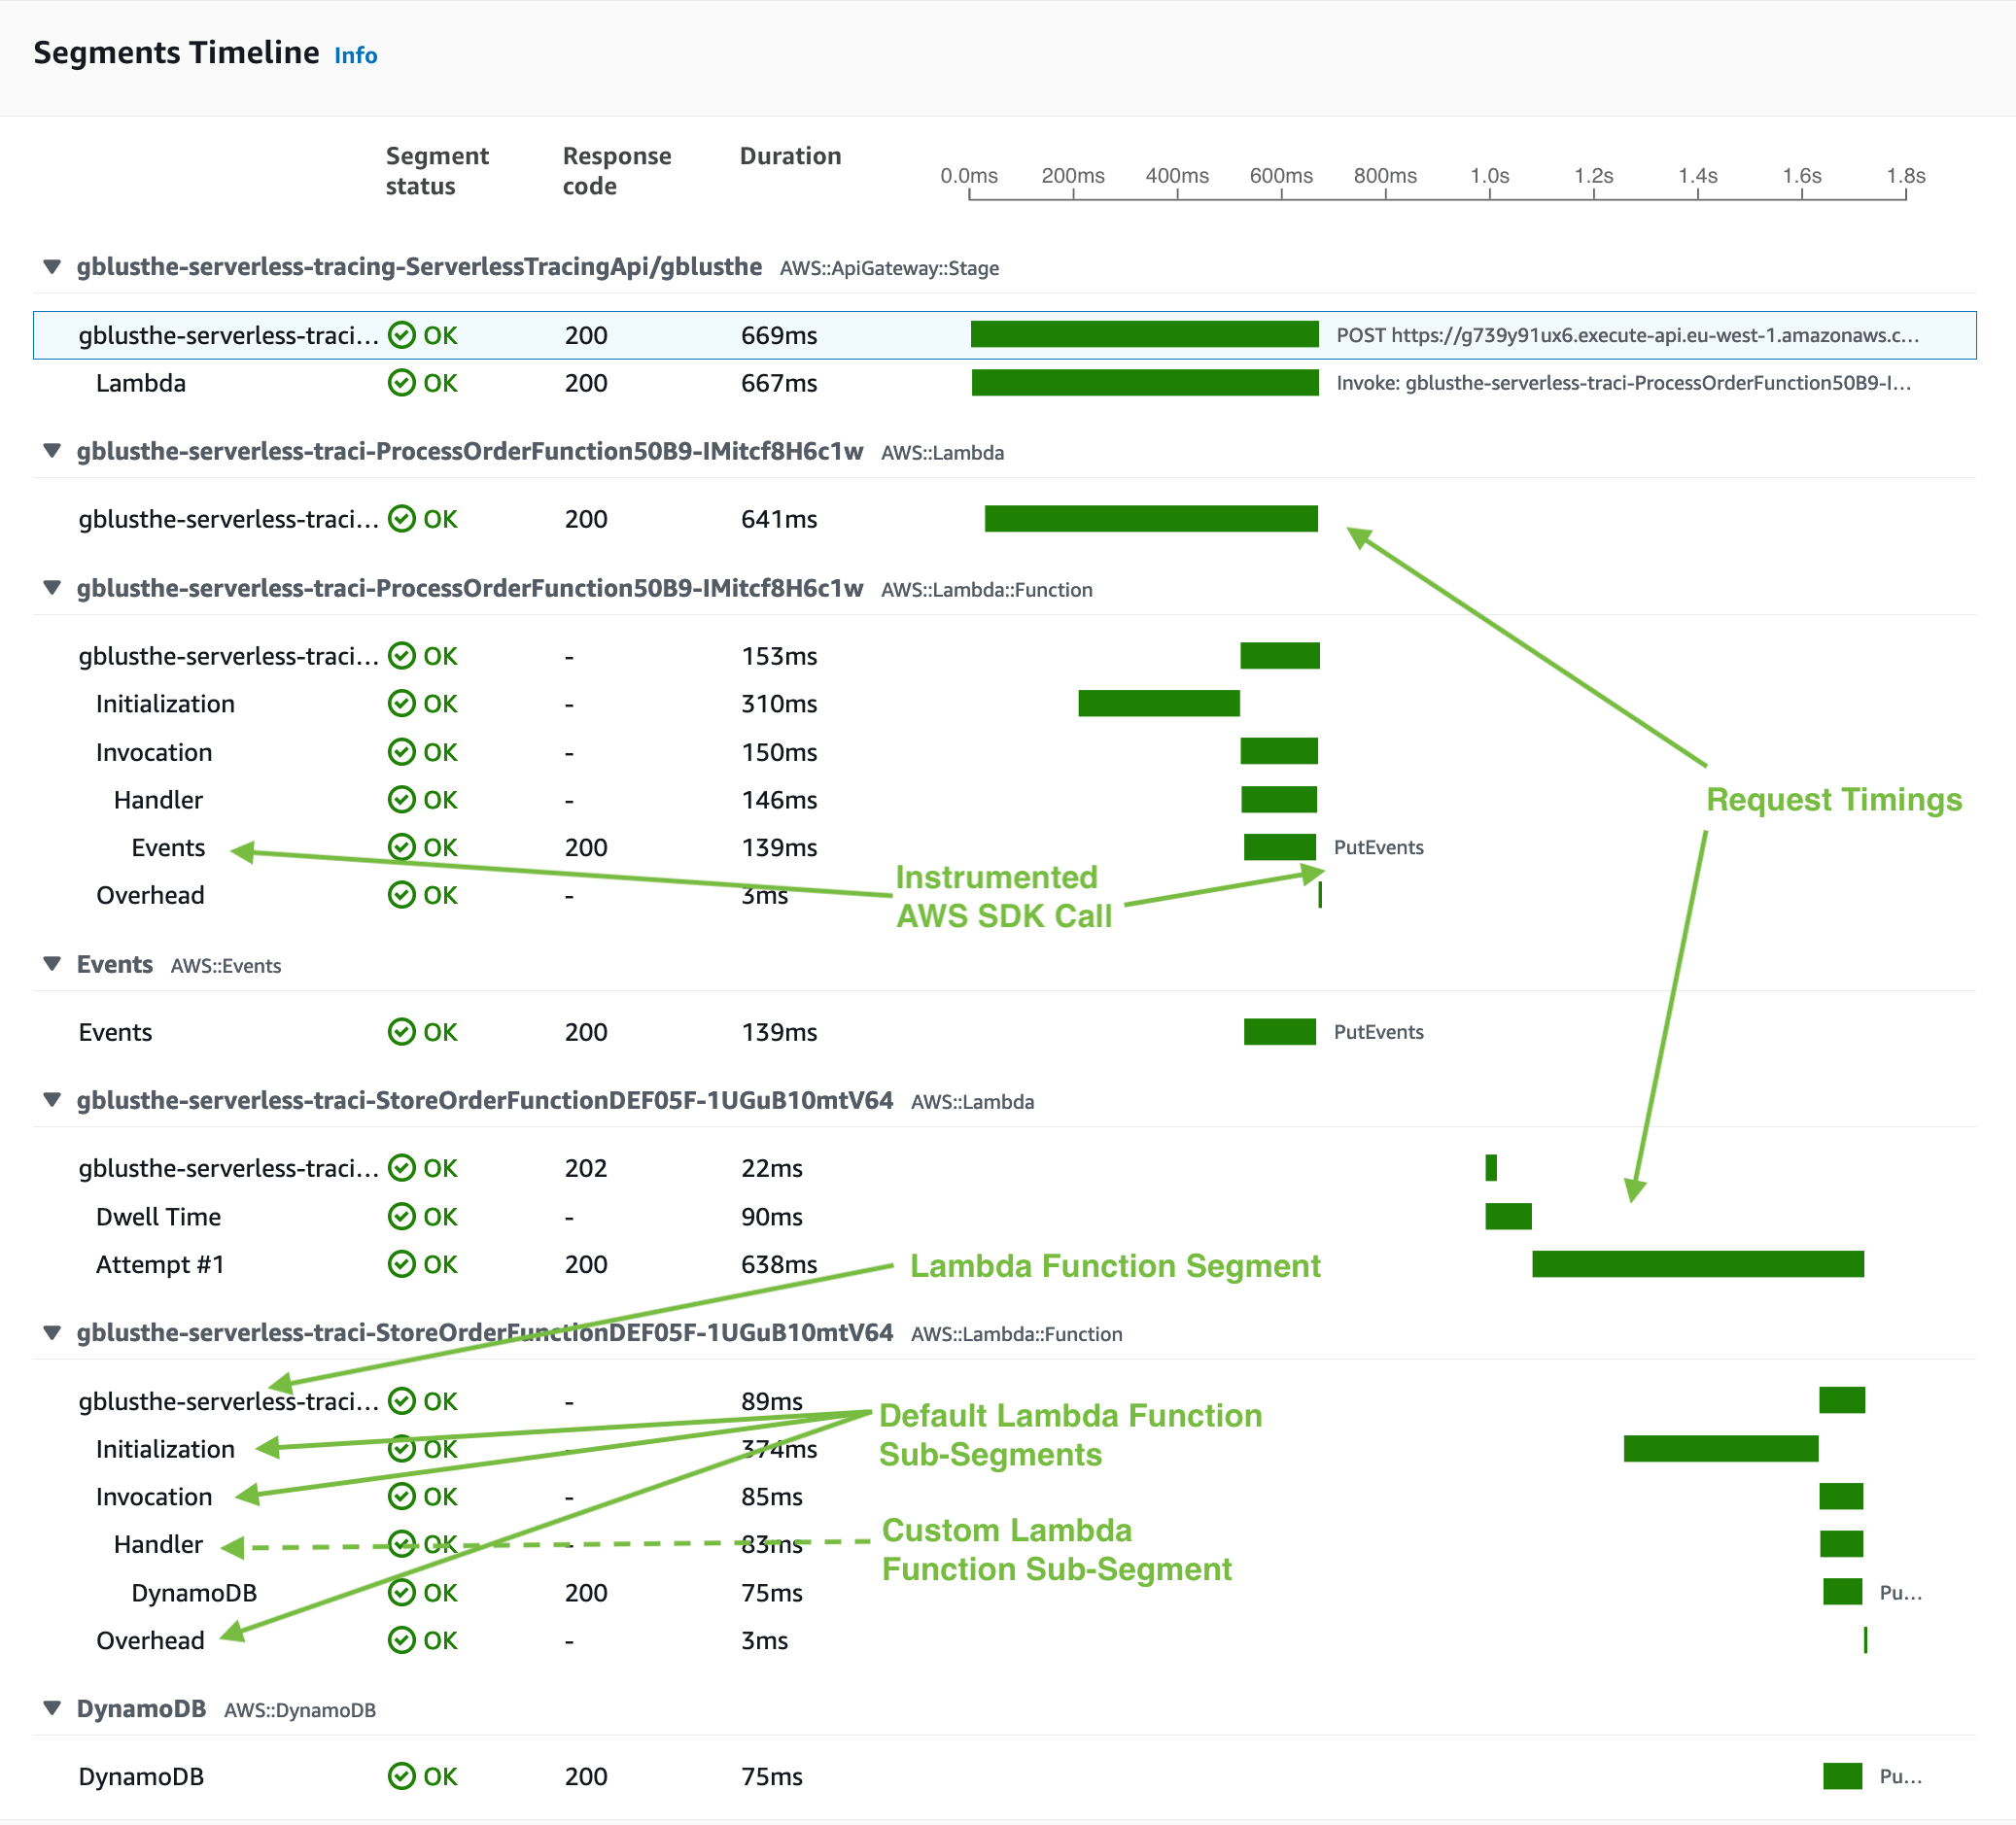 Segments Timeline Info
Segment status Response code Duration
0.0ms 200ms 400ms 600ms 800ms 1.0s 1.2s 1.4s 1.6s 1.8s
gblusthe-serverless-tracing-ServerlessTracingApi/gblusthe AWS::ApiGateway::Stage
gblusthe-serverless-traci... OK 200 669ms POST https://g739y91ux6.execute-api.eu-west-1.amazonaws.c...
Lambda OK 200 667ms Invoke: gblusthe-serverless-traci-ProcessOrderFunction50B9-I...
gblusthe-serverless-traci-ProcessOrderFunction50B9-IMitcf8H6c1w AWS::Lambda
gblusthe-serverless-traci... OK 200 641ms
gblusthe-serverless-traci-ProcessOrderFunction50B9-IMitcf8H6c1w AWS::Lambda::Function
gblusthe-serverless-traci... OK - 153ms
Initialization OK - 310ms
Invocation OK - 150ms
Handler OK - 146ms
Request Timings
Events OK 200 139ms PutEvents
Overhead OK - 3ms
Instrumented
AWS SDK Call
Events AWS::Events
Events OK 200 139ms PutEvents
gblusthe-serverless-traci-StoreOrderFunctionDEF05F-1UGuB10mtV64 AWS::Lambda
gblusthe-serverless-traci... OK 202 22ms
Dwell Time OK - 90ms
Attempt #1 OK 200 638ms
Lambda Function Segment
gblusthe-serverless-traci-StoreOrderFunctionDEF05F-1UGuB10mtV64 AWS::Lambda::Function
gblusthe-serverless-traci... OK - 89ms
Initialization OK - 374ms
Default Lambda Function
Sub-Segments
Invocation OK - 85ms
Handler OK - 83ms
Custom Lambda
Function Sub-Segment
DynamoDB OK 200 75ms Pu...
Overhead OK - 3ms
DynamoDB AWS::DynamoDB
DynamoDB OK 200 75ms Pu...